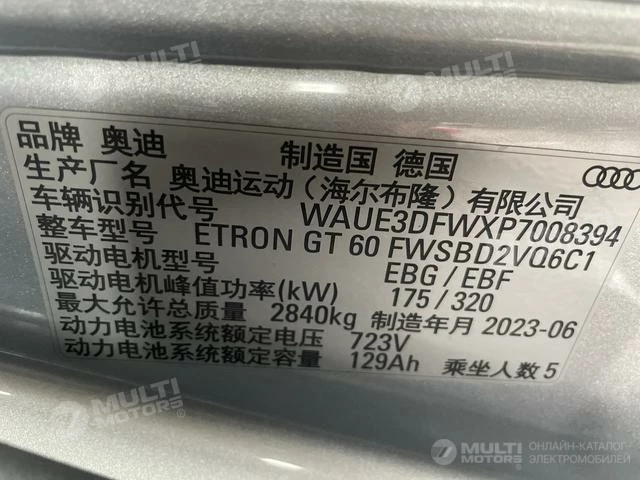 品牌 奥迪 制造国 德国
生产厂名 奥迪运动（海尔布隆）有限公司
车辆识别代号 WAUE3DFWXP7008394
整车型号 ETRON GT 60 FWSBD2VQ6C1
驱动电机型号 EBG / EBF
驱动电机峰值功率(kW) 175 / 320
最大允许总质量 2840kg 制造年月 2023-06
动力电池系统额定电压 723V
动力电池系统额定容量 129Ah 乘坐人数 5
MULTI MOTORS ОНЛАЙН-КАТАЛОГ ЭЛЕКТРОМОБИЛЕЙ